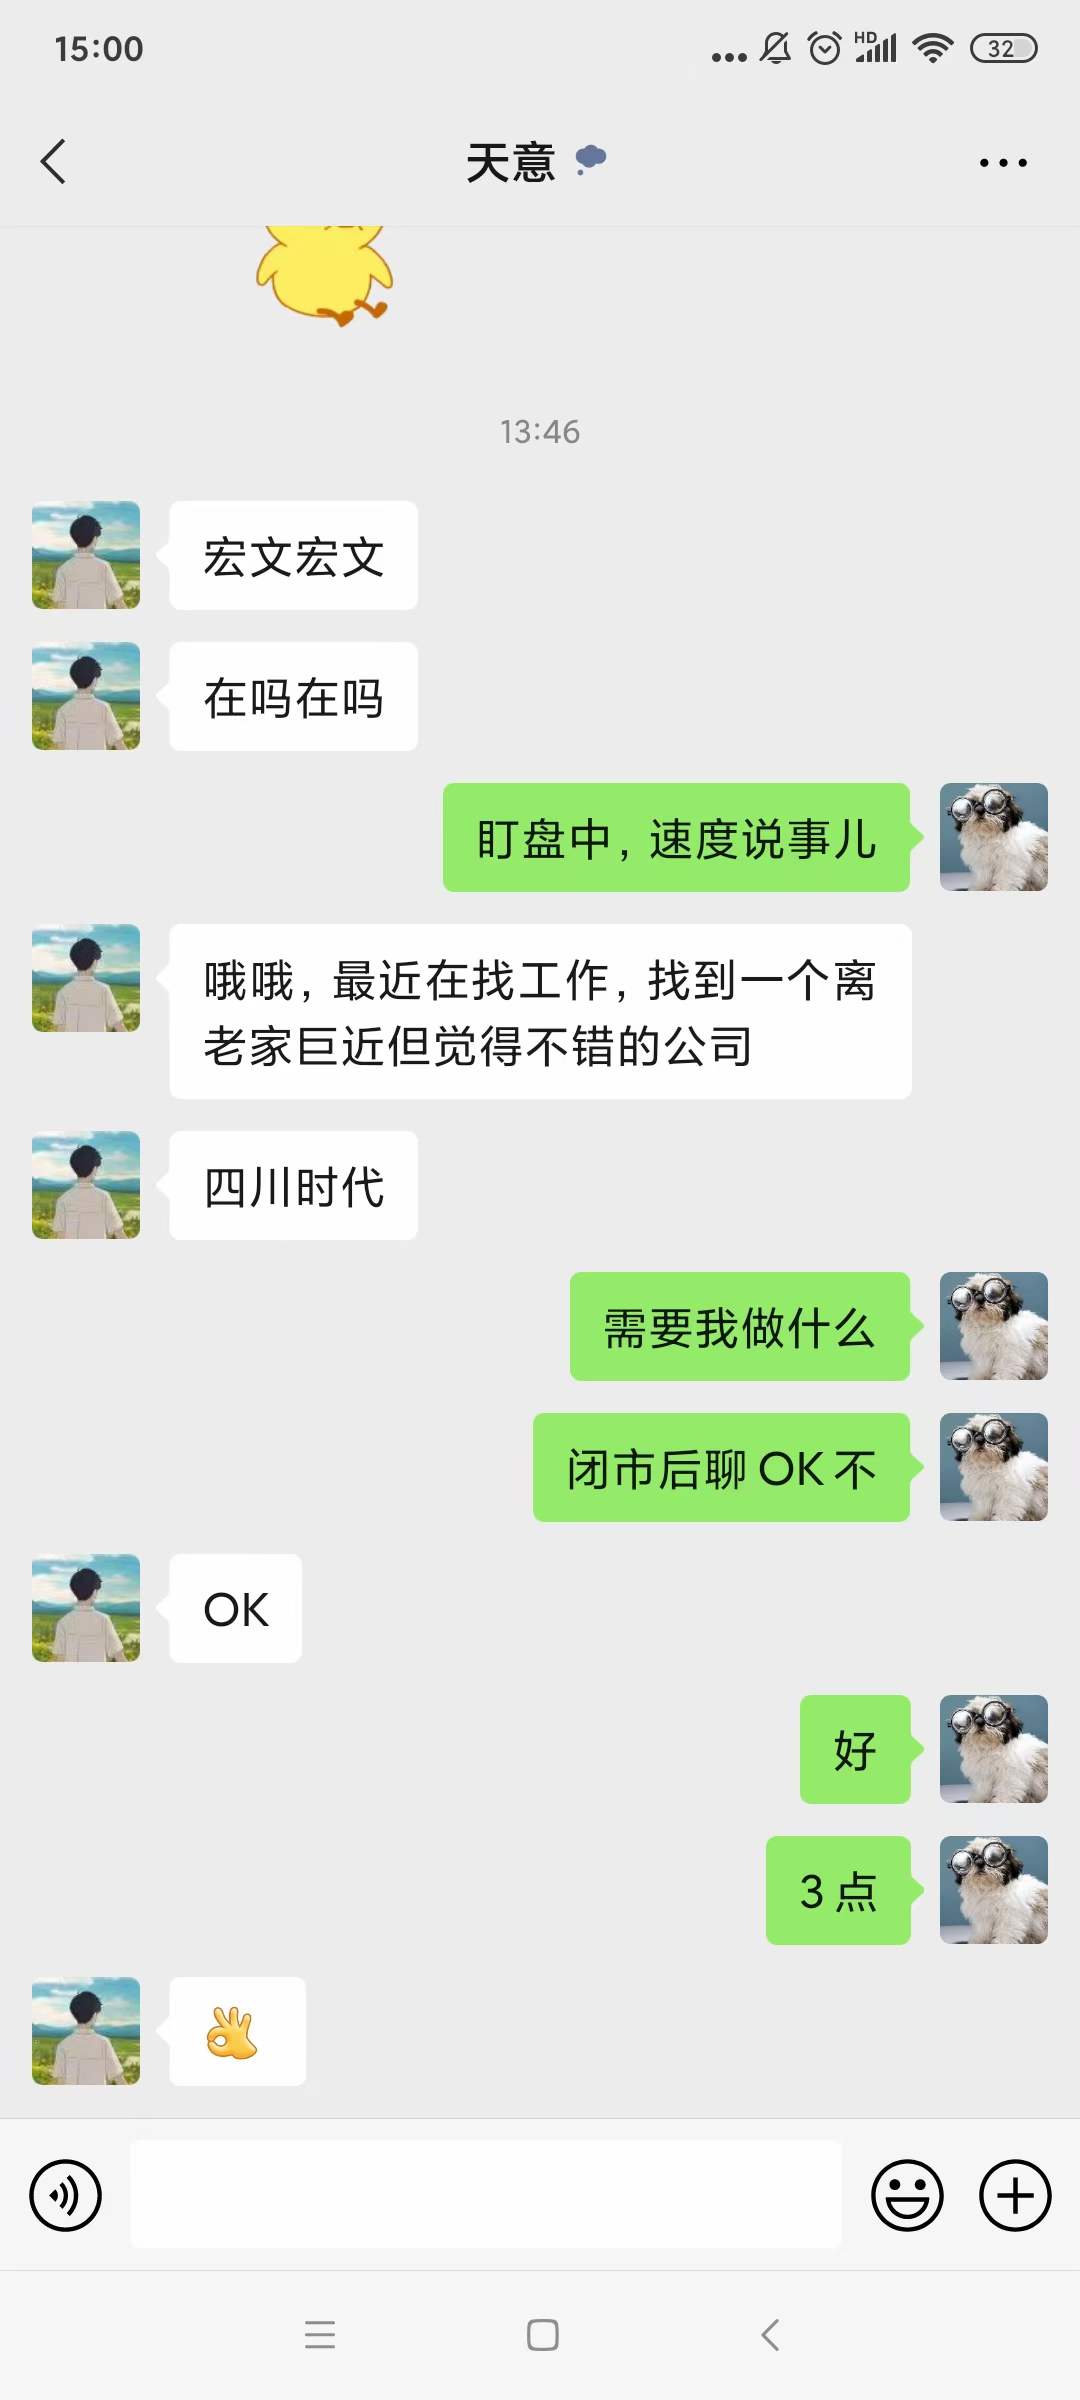 15:00
HD
32
天意
13:46
宏文宏文
在吗在吗
盯盘中，速度说事儿
哦哦，最近在找工作，找到一个离
老家巨近但觉得不错的公司
四川时代
需要我做什么
闭市后聊OK不
OK
好
3点